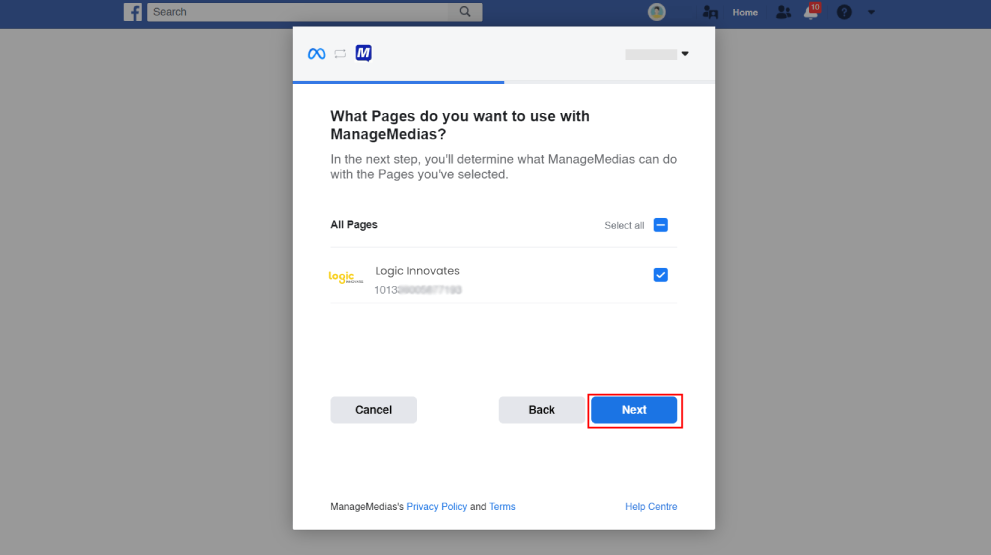 Search
10
Home
?
M
What Pages do you want to use with
ManageMedias?
In the next step, you'll determine what ManageMedias can do
with the Pages you've selected.
All Pages
Select all
logic
Logic Innovates
1013
Cancel
Back
Next
ManageMedias's Privacy Policy and Terms
Help Centre